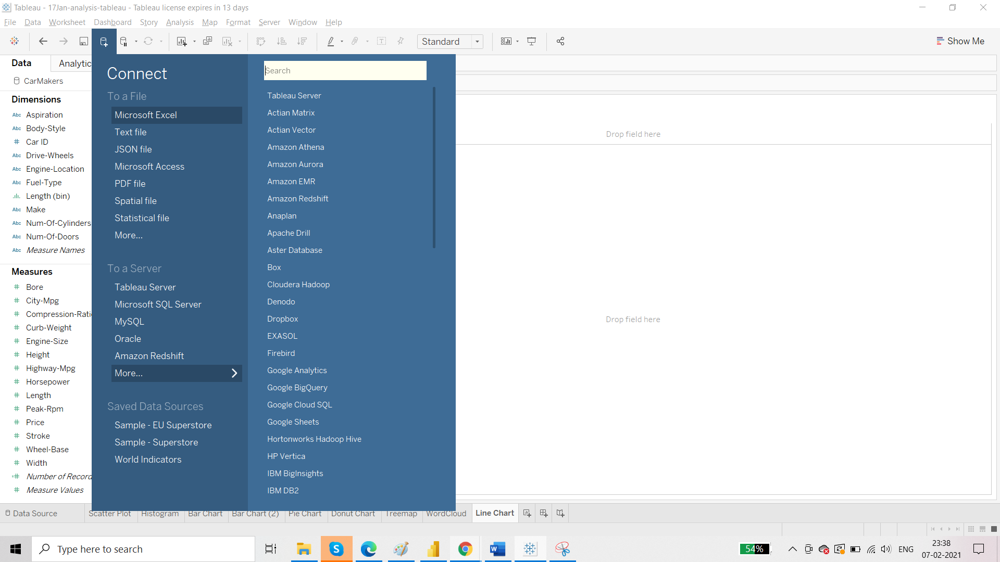 Tableau - 17Jan-analysis-tableau - Tableau license expires in 13 days
File Data Worksheet Dashboard Story Analysis Map Format Server Window Help
Standard
Show Me
Data
Analytic
CarMakers
Dimensions
Abc Aspiration
Abc Body-Style
# Car ID
Abc Drive-Wheels
Abc Engine-Location
Abc Fuel-Type
Length (bin)
Abc Make
Abc Num-Of-Cylinders
Abc Num-Of-Doors
Abc Measure Names
Measures
# Bore
# City-Mpg
# Compression-Rati
# Curb-Weight
# Engine-Size
# Height
# Highway-Mpg
# Horsepower
# Length
# Peak-Rpm
# Price
# Stroke
# Wheel-Base
# Width
=# Number of Record
# Measure Values
Connect
To a File
Microsoft Excel
Text file
JSON file
Microsoft Access
PDF file
Spatial file
Statistical file
More...
To a Server
Tableau Server
Microsoft SQL Server
MySQL
Oracle
Amazon Redshift
More...
Saved Data Sources
Sample - EU Superstore
Sample - Superstore
World Indicators
Search
Tableau Server
Actian Matrix
Actian Vector
Amazon Athena
Amazon Aurora
Amazon EMR
Amazon Redshift
Anaplan
Apache Drill
Aster Database
Box
Cloudera Hadoop
Denodo
Dropbox
EXASOL
Firebird
Google Analytics
Google BigQuery
Google Cloud SQL
Google Sheets
Hortonworks Hadoop Hive
HP Vertica
IBM BigInsights
IBM DB2
Drop field here
Drop field here
Data Source Scatter Plot Histogram Bar Chart Bar Chart (2) Pie Chart Donut Chart Treemap WordCloud Line Chart
Type here to search
54%
ENG
23:38
07-02-2021